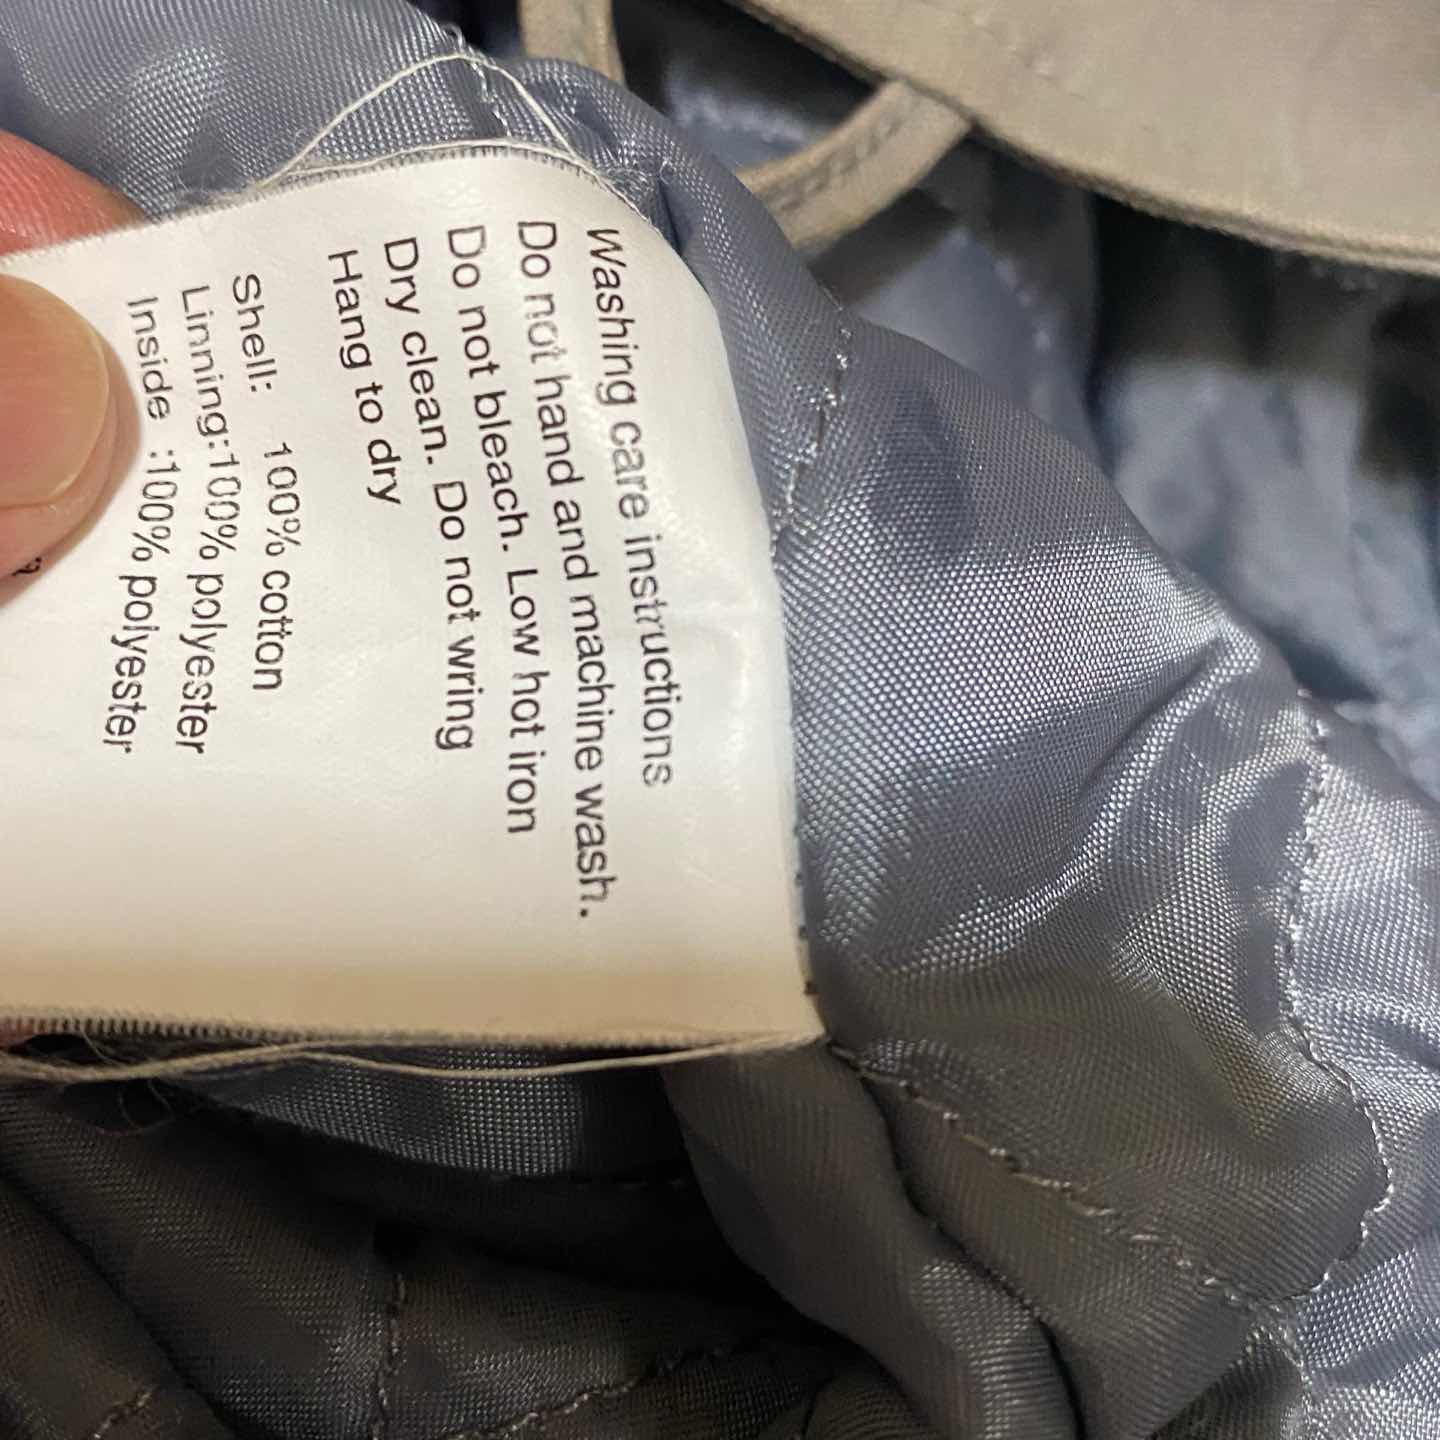 Washing care instructions
Do not hand and machine wash.
Do not bleach. Low hot iron
Dry clean. Do not wring
Hang to dry
Shell: 100% cotton
Linning:100% polyester
Inside :100% polyester